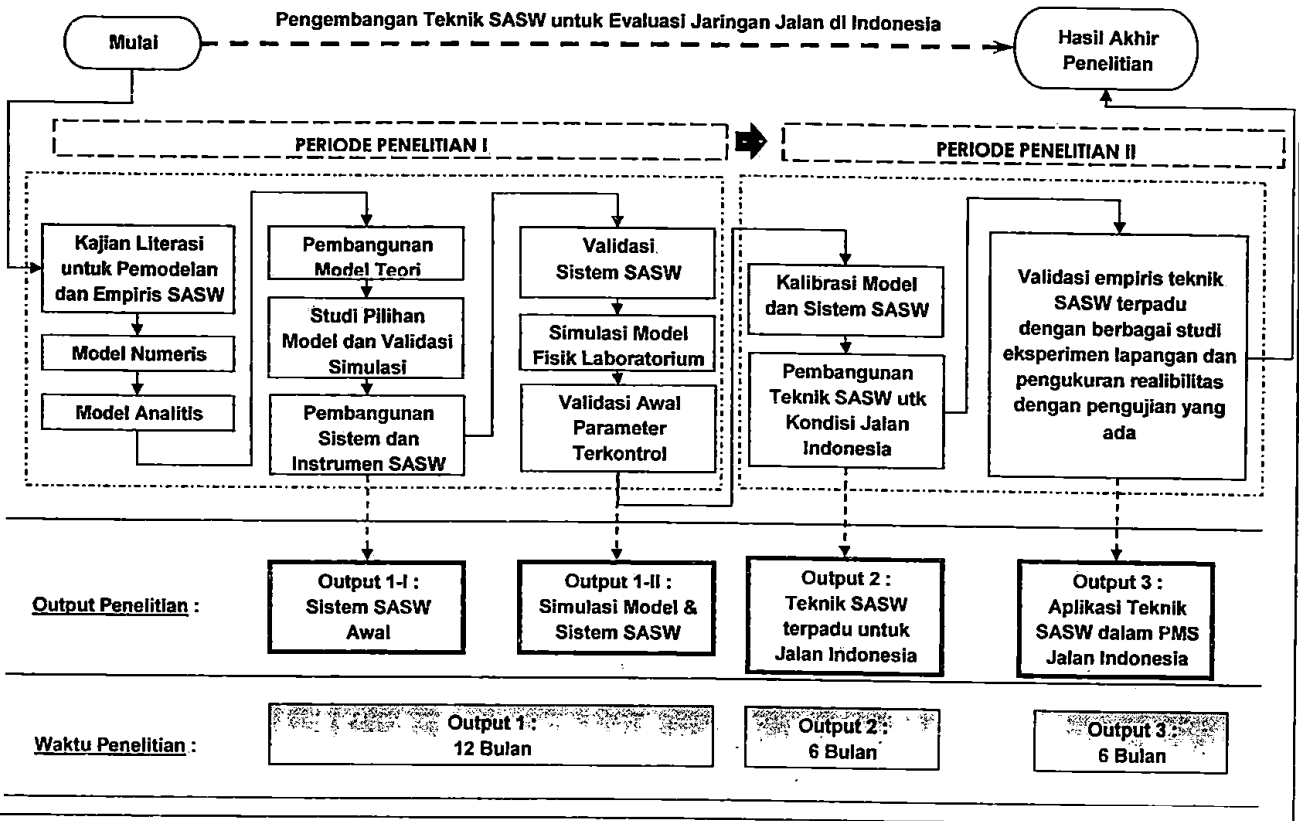 Pengembangan Teknik SASW untuk Evaluasi Jaringan Jalan di Indonesia
Mulai
Hasil Akhir
Penelitian
PERIODE PENELITIAN I
PERIODE PENELITIAN II
Kajian Literasi
untuk Pemodelan
dan Empiris SASW
Model Numeris
Model Analitis
Pembangunan
Model Teori
Studi Pilihan
Model dan Validasi
Simulasi
Pembangunan
Sistem dan
Instrumen SASW
Validasi
Sistem SASW
Simulasi Model
Fisik Laboratorium
Validasi Awal
Parameter
Terkontrol
Kalibrasi Model
dan Sistem SASW
Pembangunan
Teknik SASW utk
Kondisi Jalan
Indonesia
Validasi empiris teknik
SASW terpadu
dengan berbagai studi
eksperimen lapangan dan
pengukuran realibilitas
dengan pengujian yang
ada
Output Penelitian :
Output 1-I :
Sistem SASW
Awal
Output 1-II :
Simulasi Model &
Sistem SASW
Output 2 :
Teknik SASW
terpadu untuk
Jalan Indonesia
Output 3 :
Aplikasi Teknik
SASW dalam PMS
Jalan Indonesia
Waktu Penelitian :
Output 1 :
12 Bulan
Output 2 :
6 Bulan
Output 3 :
6 Bulan